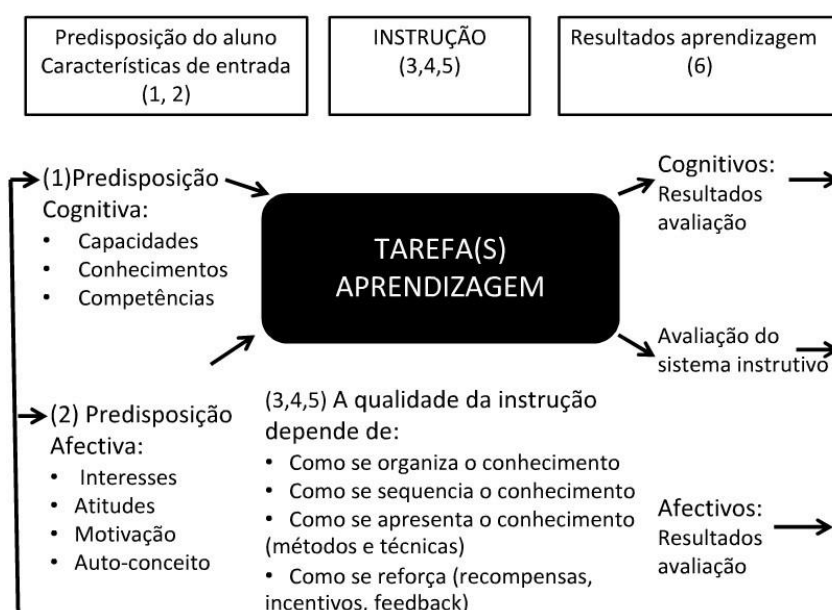 Predisposição do aluno
Características de entrada
(1, 2)
INSTRUÇÃO
(3,4,5)
Resultados aprendizagem
(6)
(1)Predisposição
Cognitiva:
• Capacidades
• Conhecimentos
• Competências
TAREFA(S)
APRENDIZAGEM
Cognitivos:
Resultados
avaliação
Avaliação do
sistema instrutivo
(2) Predisposição
Afectiva:
• Interesses
• Atitudes
• Motivação
• Auto-conceito
(3,4,5) A qualidade da instrução
depende de:
• Como se organiza o conhecimento
• Como se sequencia o conhecimento
• Como se apresenta o conhecimento
(métodos e técnicas)
• Como se reforça (recompensas,
incentivos, feedback)
Afectivos:
Resultados
avaliação